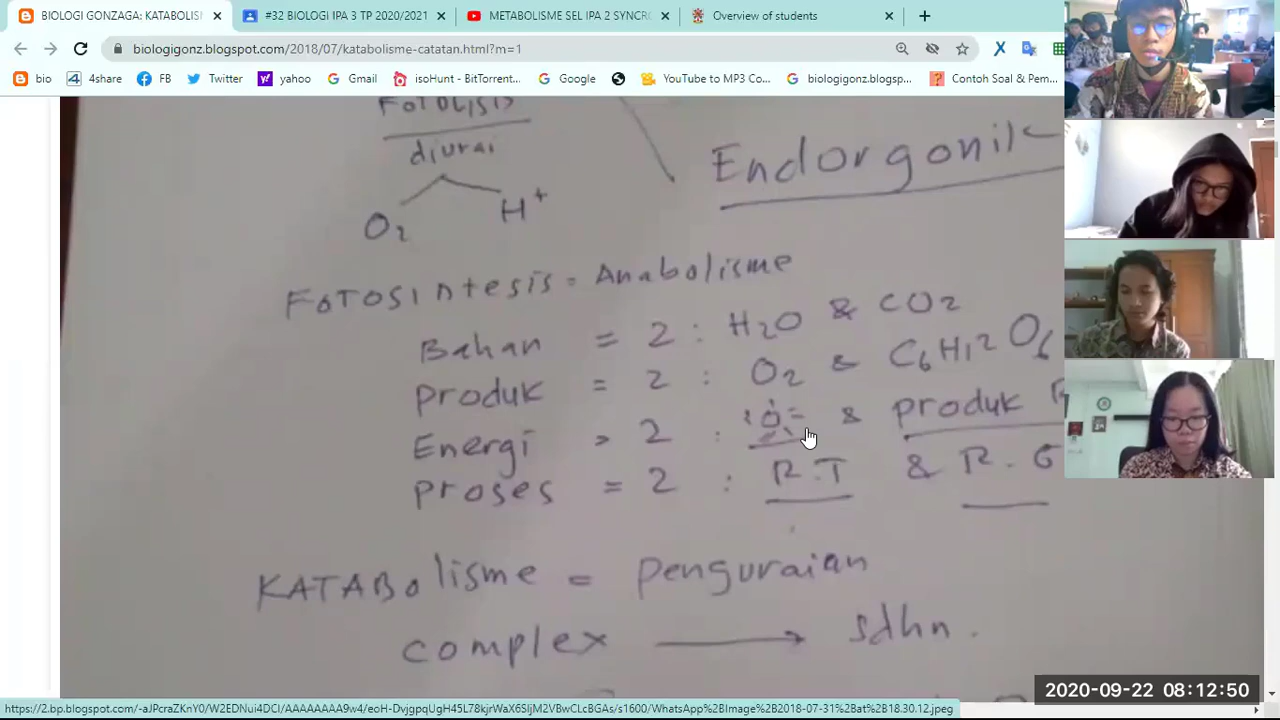 BIOLOGI GONZAGA: KATABOLISM
#32 BIOLOGI IPA 3 TP 2020/2021
METABOLISME SEL IPA 2 SYNCRO
Overview of students
biologigonz.blogspot.com/2018/07/katabolisme-catatan.html?m=1
bio
4share
FB
Twitter
yahoo
Gmail
isoHunt - BitTorrent...
Google
YouTube to MP3 Co...
biologigonz.blogsp...
Contoh Soal & Pem...
FOTOLISIS
diurai
O2 H+
Endorgonik
FOTOSIntesis = Anabolisme
Bahan = 2 : H2O & CO2
Produk = 2 : O2 & C6H12O6
Energi = 2 : & produk R
proses = 2 : R.T & R.G
KATABolisme = penguraian
complex → sdhn.
2020-09-22 08:12:50